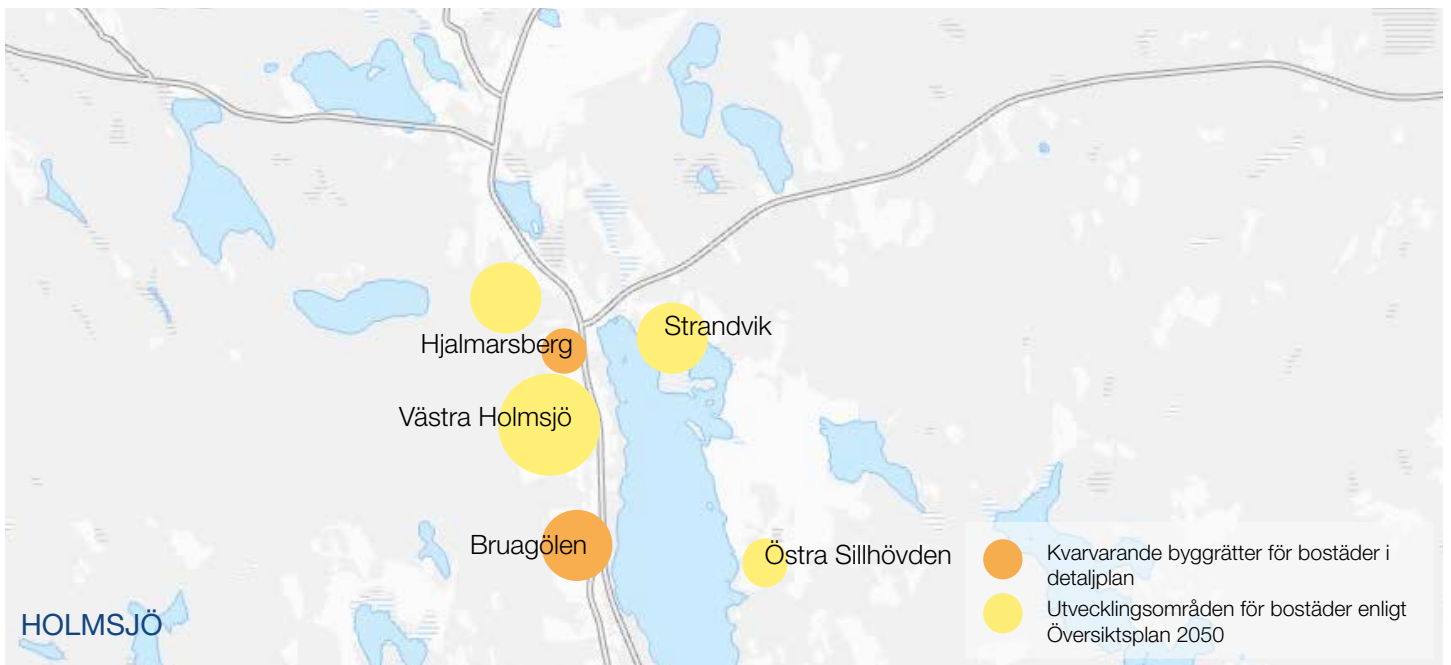 Strandvik
Hjalmarsberg
Västra Holmsjö
Bruagölen
Östra Sillhövden
Kvarvarande byggrätter för bostäder i
detaljplan
Utvecklingsområden för bostäder enligt
Översiktsplan 2050
HOLMSJÖ